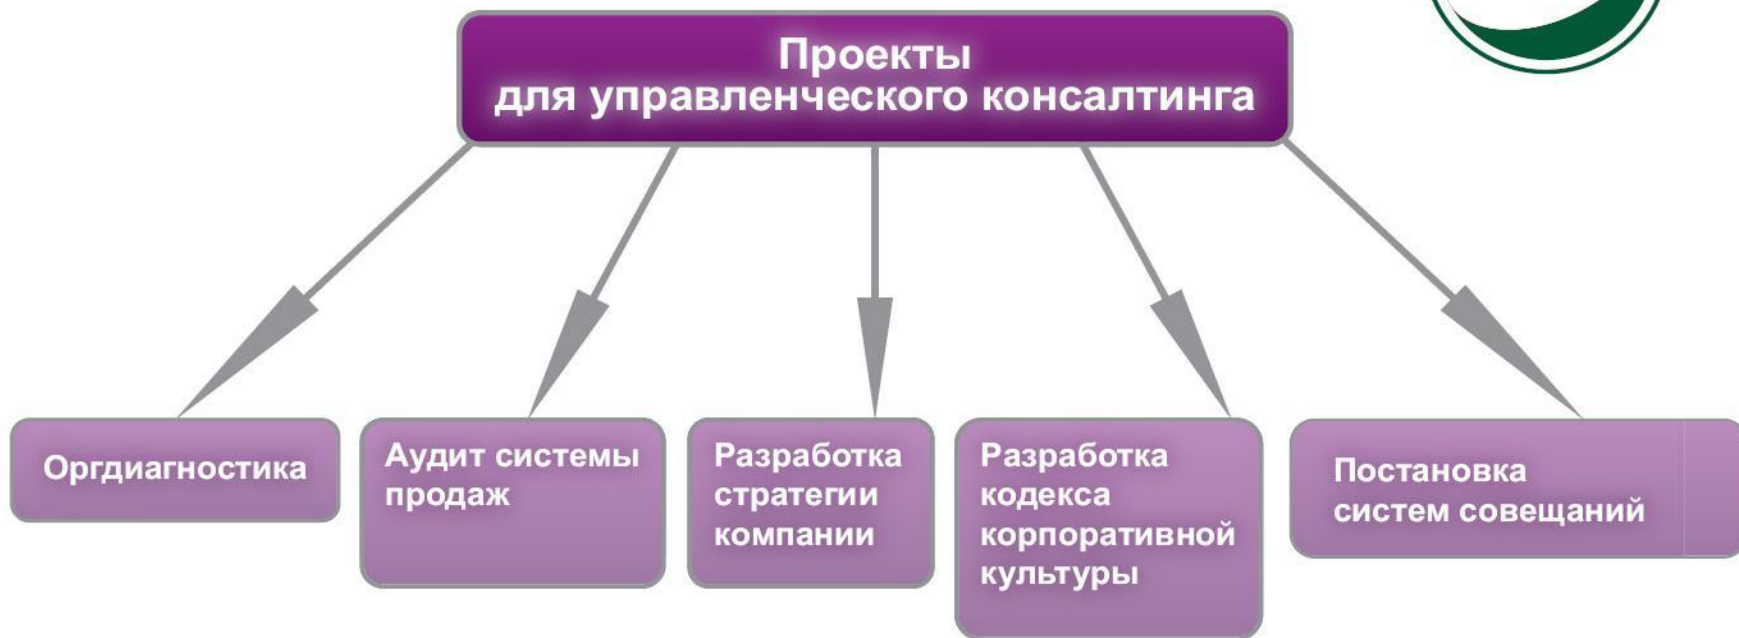 Проекты
для управленческого консалтинга
Оргдиагностика
Аудит системы
продаж
Разработка
стратегии
компании
Разработка
кодекса
корпоративной
культуры
Постановка
систем совещаний